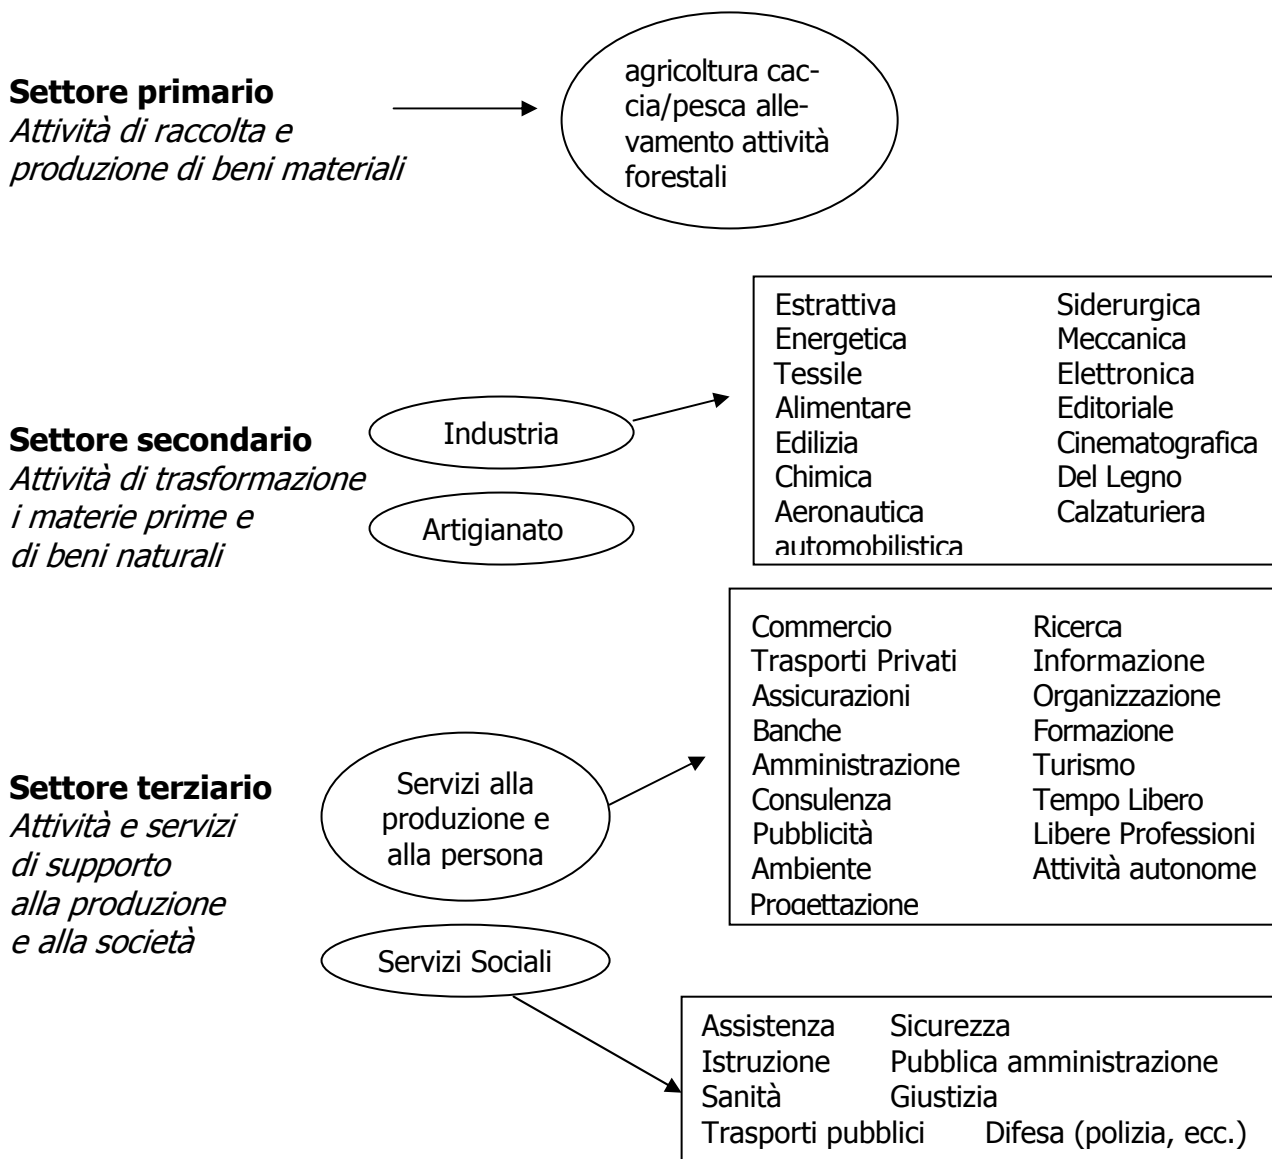 Settore primario
Attività di raccolta e
produzione di beni materiali
agricoltura cac-
cia/pesca alle-
vamento attività
forestali
Settore secondario
Attività di trasformazione
i materie prime e
di beni naturali
Industria
Artigianato
Estrattiva Siderurgica
Energetica Meccanica
Tessile Elettronica
Alimentare Editoriale
Edilizia Cinematografica
Chimica Del Legno
Aeronautica Calzaturiera
automobilistica
Settore terziario
Attività e servizi
di supporto
alla produzione
e alla società
Servizi alla
produzione e
alla persona
Commercio Ricerca
Trasporti Privati Informazione
Assicurazioni Organizzazione
Banche Formazione
Amministrazione Turismo
Consulenza Tempo Libero
Pubblicità Libere Professioni
Ambiente Attività autonome
Progettazione
Servizi Sociali
Assistenza Sicurezza
Istruzione Pubblica amministrazione
Sanità Giustizia
Trasporti pubblici Difesa (polizia, ecc.)